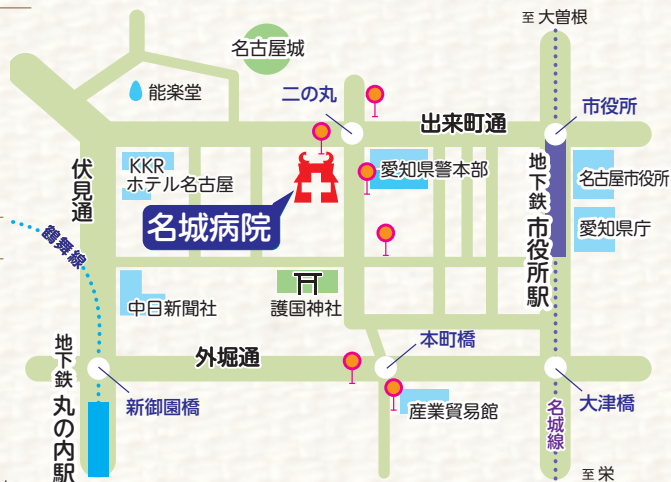 至 大曽根
名古屋城
能楽堂
二の丸
出来町通
市役所
伏見通
KKR
ホテル名古屋
愛知県警本部
地下鉄 市役所駅
名古屋市役所
名城病院
愛知県庁
鶴舞線
中日新聞社
護国神社
地下鉄 丸の内駅
外堀通
本町橋
新御園橋
産業貿易館
大津橋
名城線
至 栄